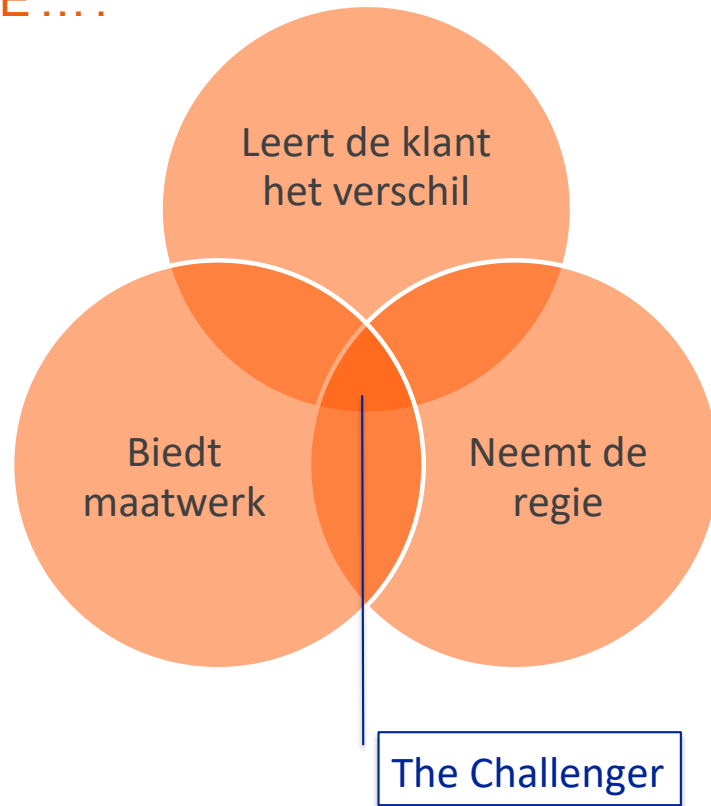 E ... .
Leert de klant
het verschil
Biedt
maatwerk
Neemt de
regie
The Challenger